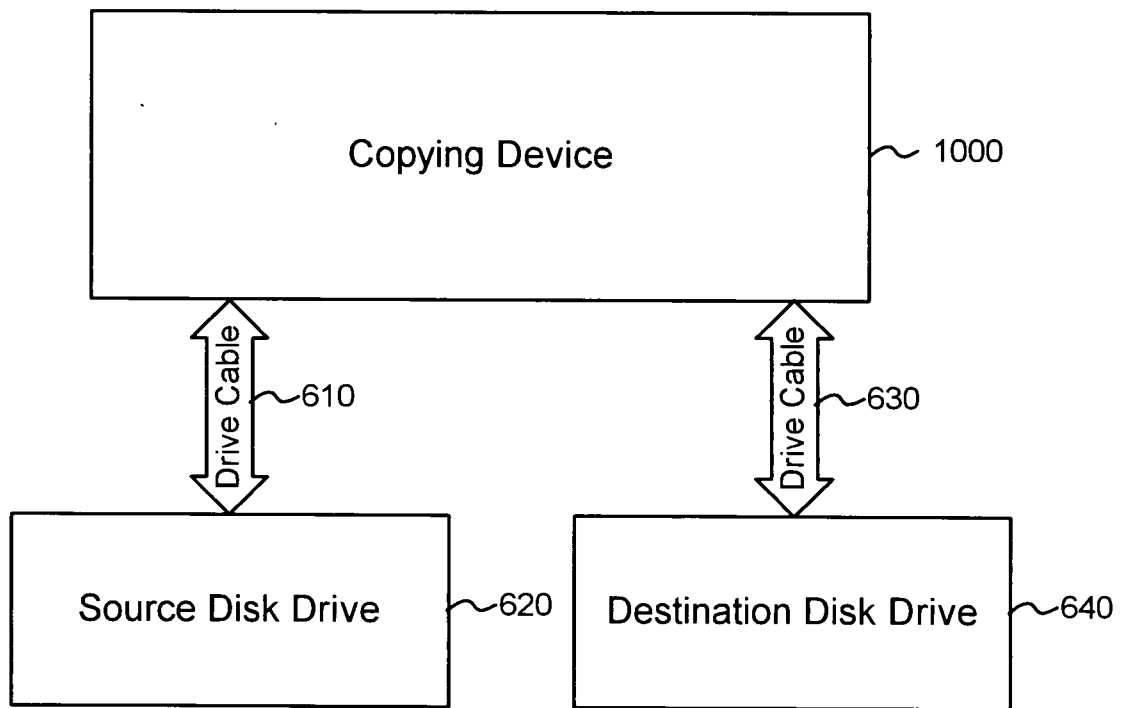 Copying Device
1000
Drive Cable
610
Drive Cable
630
Source Disk Drive
620
Destination Disk Drive
640